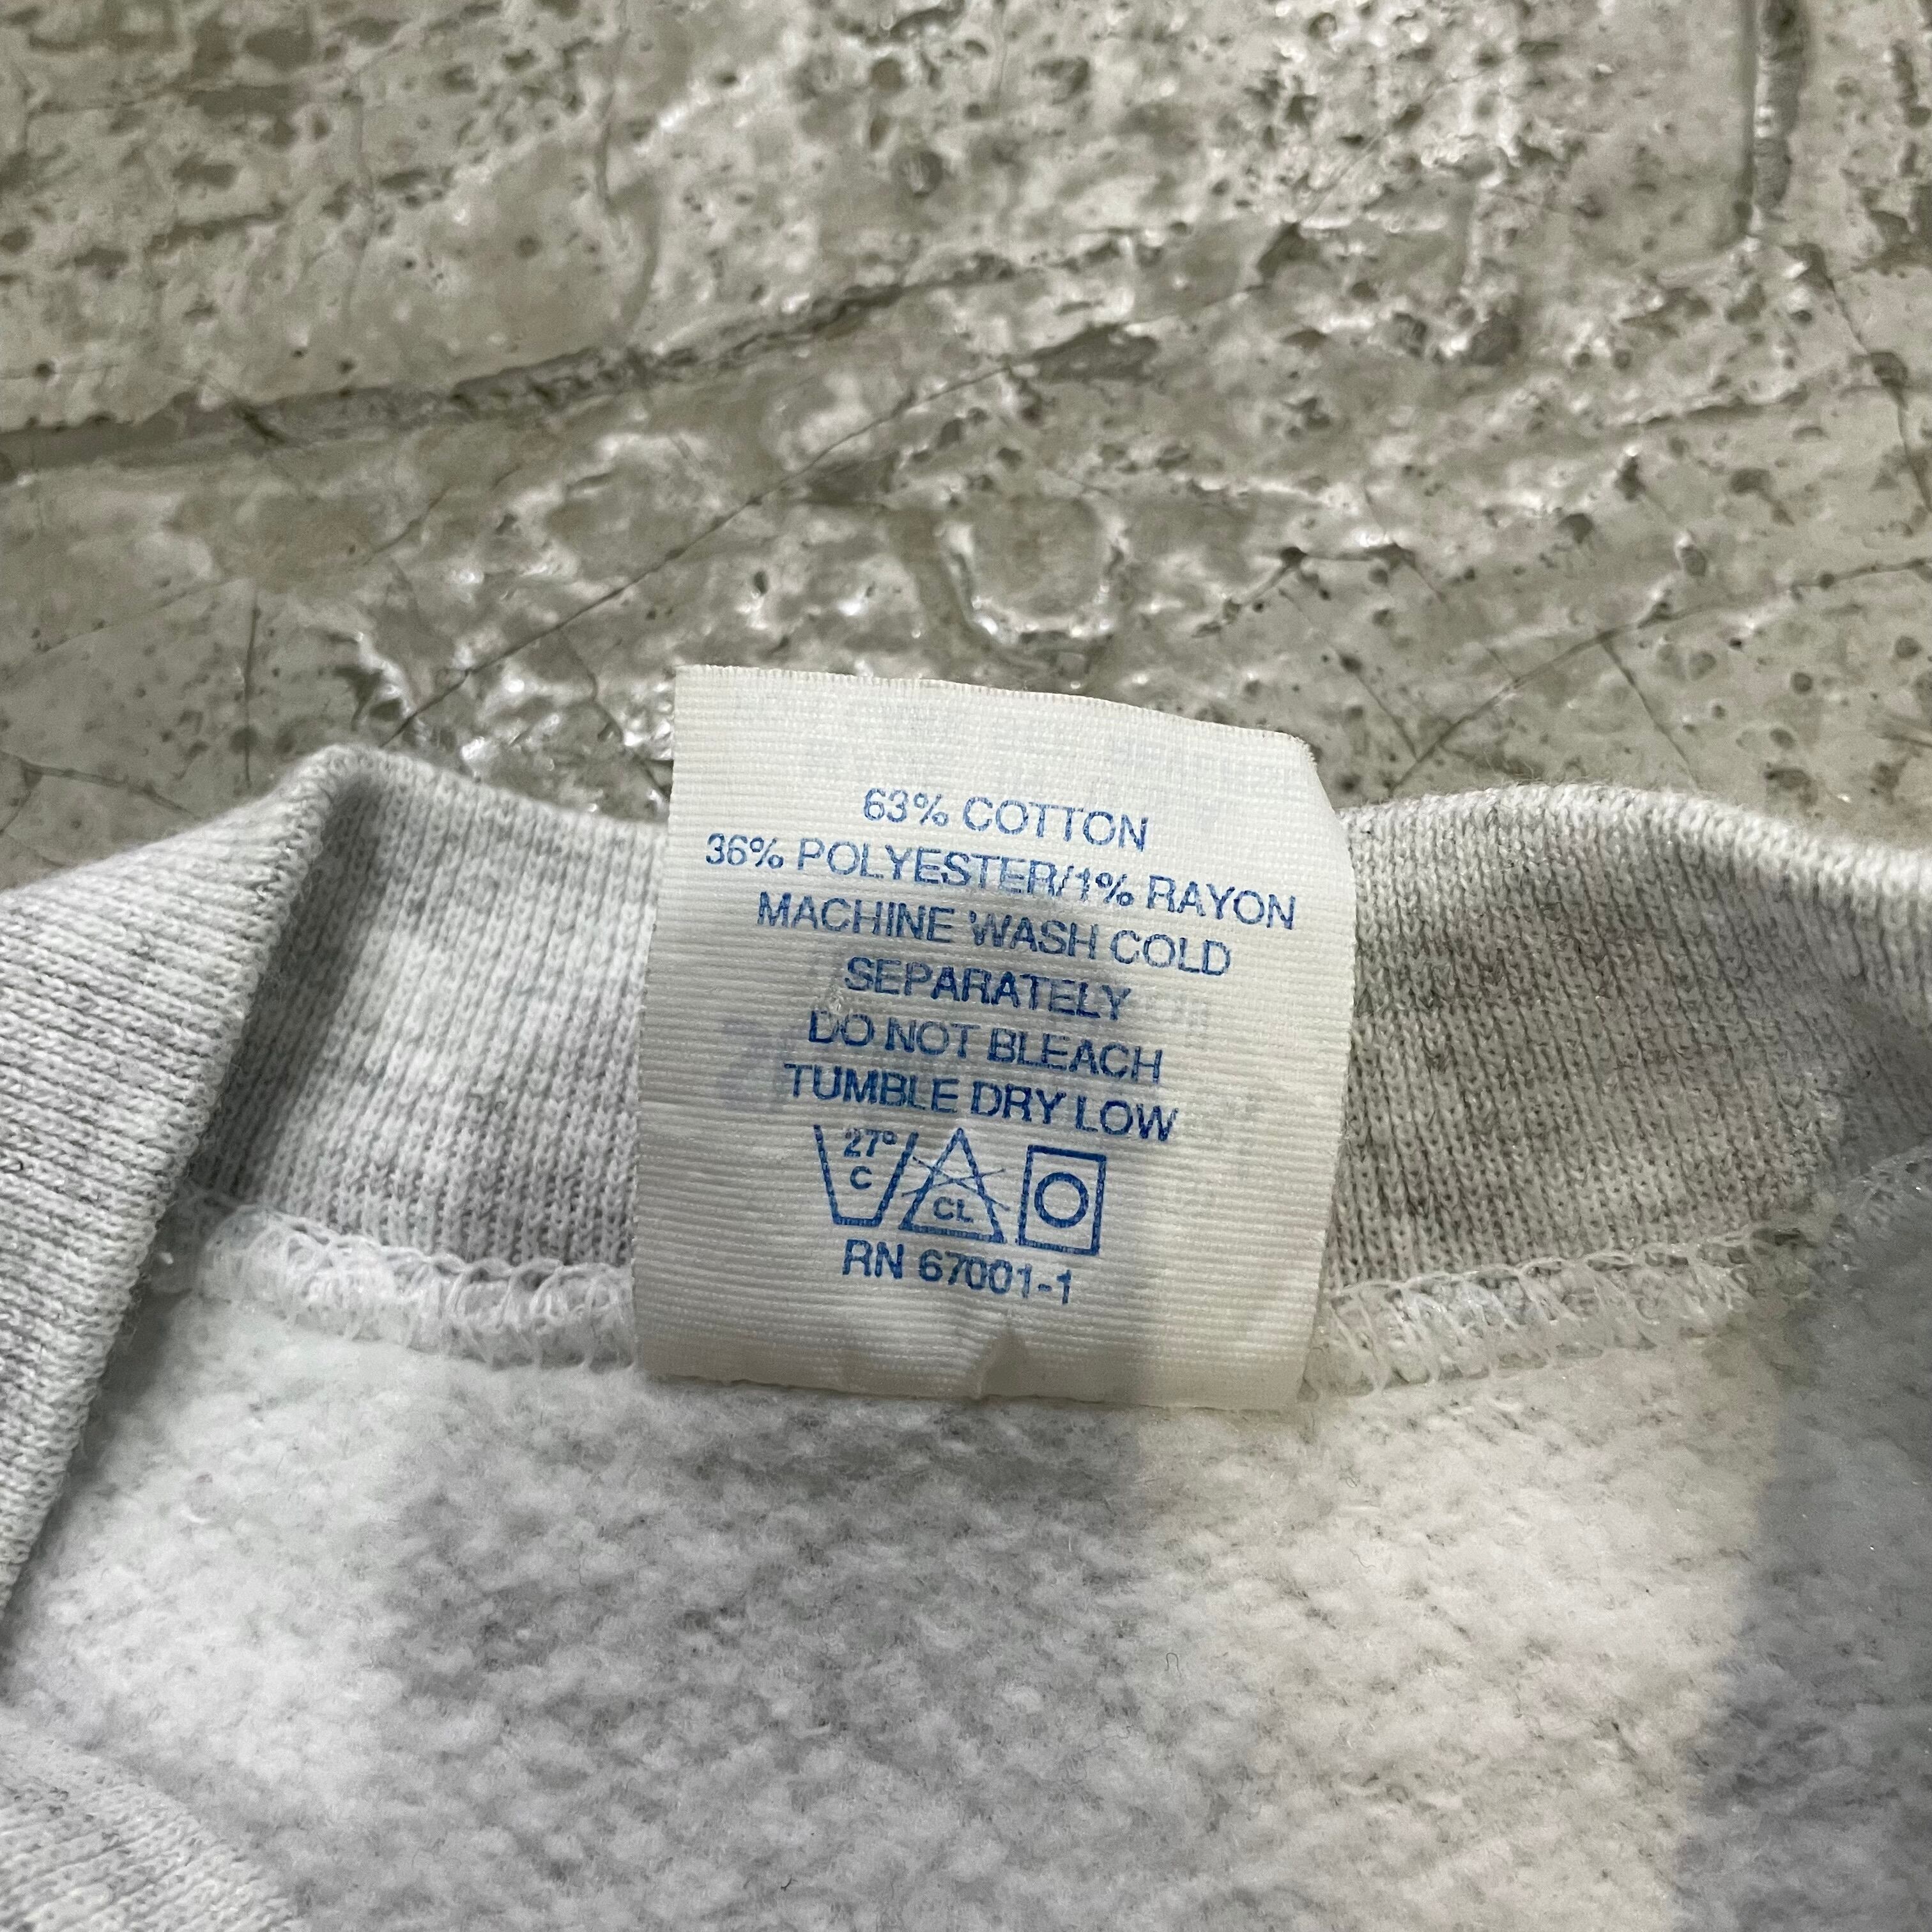 63% COTTON
36% POLYESTER/1% RAYON
MACHINE WASH COLD
SEPARATELY
DO NOT BLEACH
TUMBLE DRY LOW
27°
C
CL
RN 67001-1